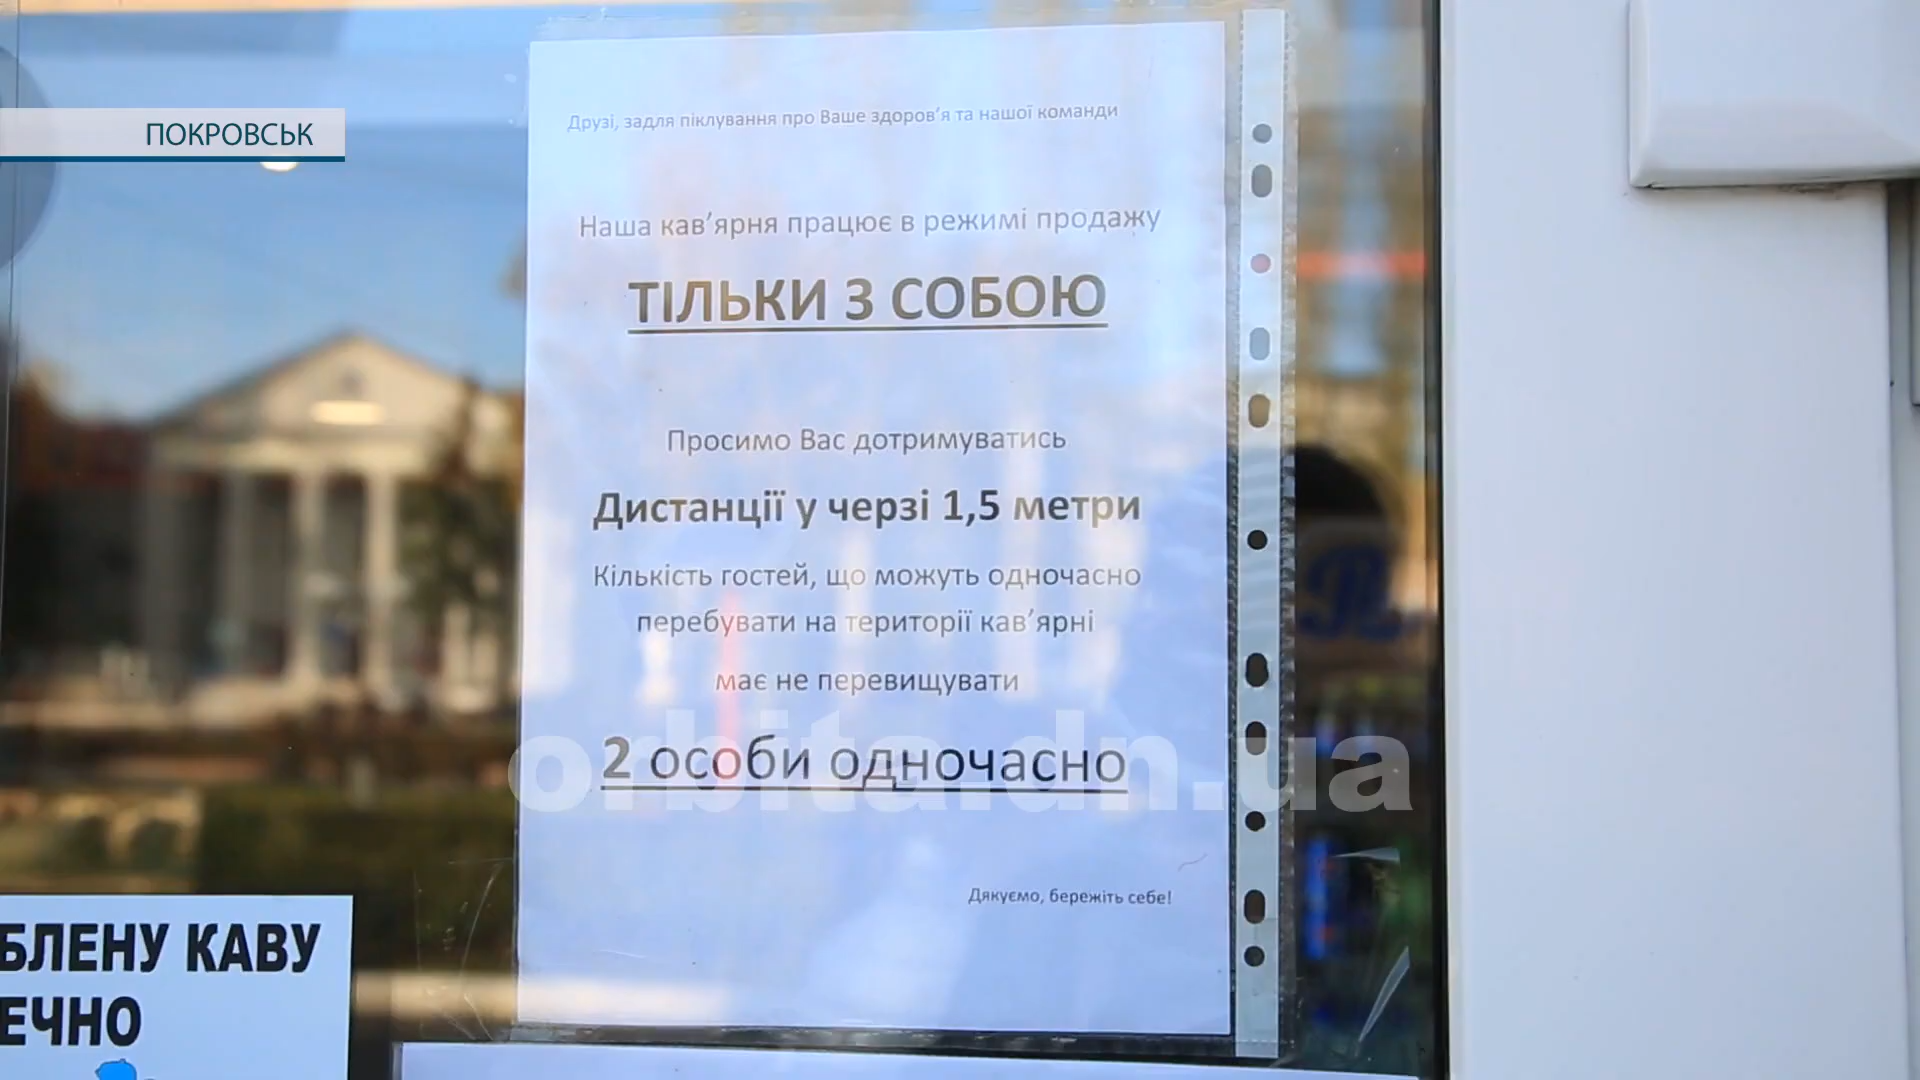 ПОКРОВСЬК
Друзі, задля піклування про Ваше здоров’я та нашої команди
Наша кав’ярня працює в режимі продажу
ТІЛЬКИ З СОБОЮ
Просимо Вас дотримуватись
Дистанції у черзі 1,5 метри
Кількість гостей, що можуть одночасно
перебувати на території кав’ярні
має не перевищувати
2 особи одночасно
orbita.dn.ua
Дякуємо, бережіть себе!
БЛЕНУ КАВУ
ЕЧНО